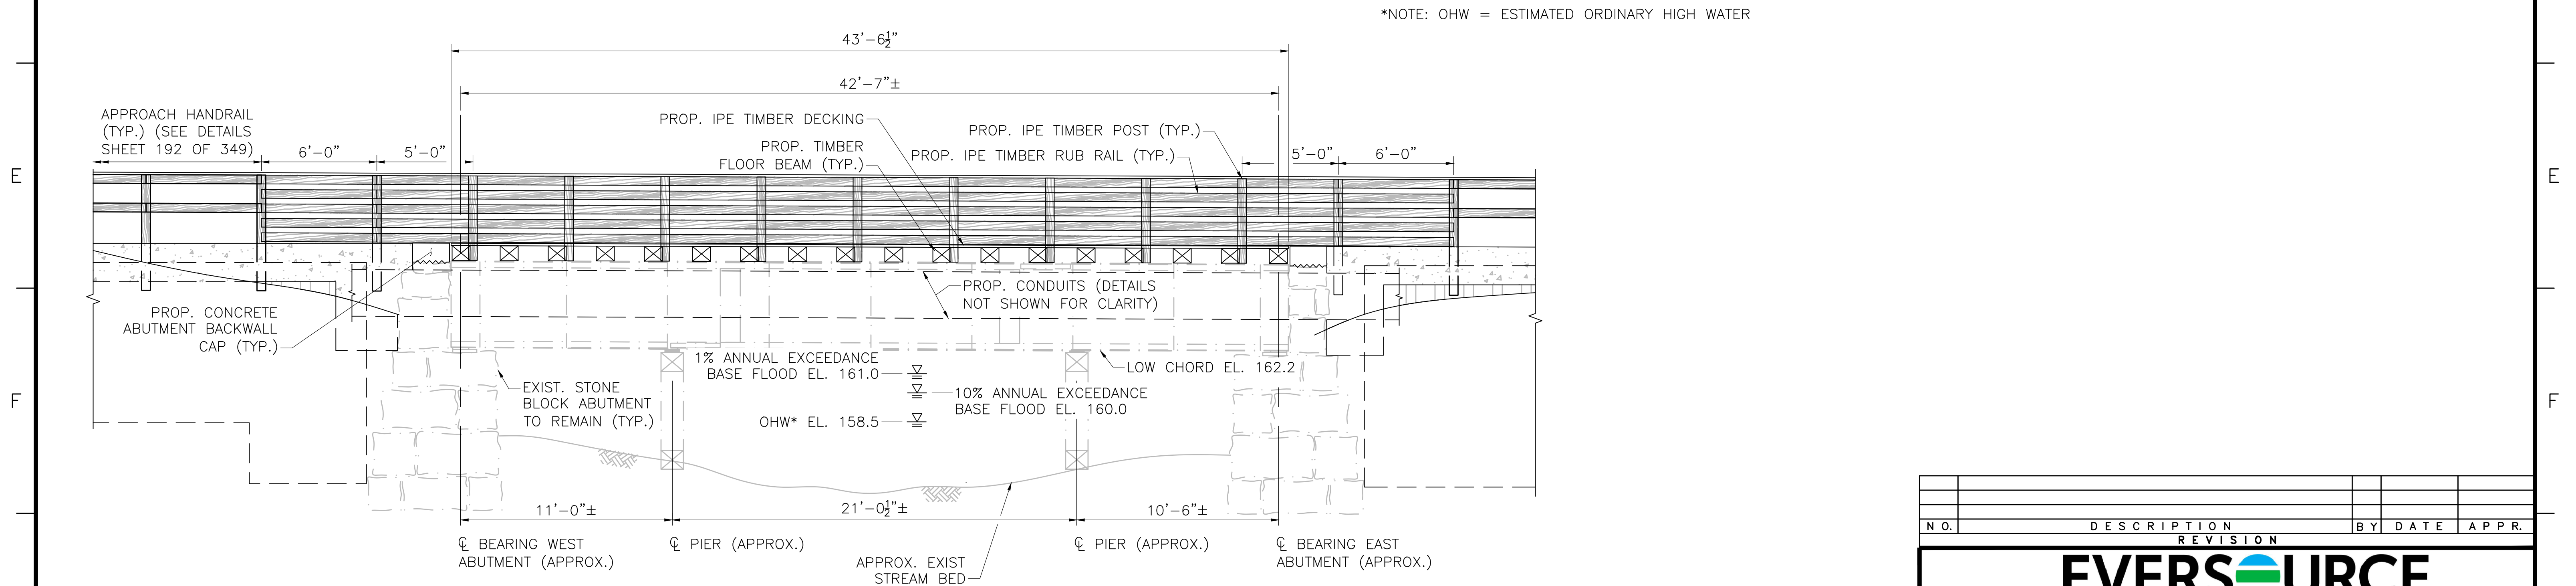 *NOTE: OHW = ESTIMATED ORDINARY HIGH WATER
43'-6½"
42'-7"±
APPROACH HANDRAIL
(TYP.) (SEE DETAILS
SHEET 192 OF 349)
6'-0"
5'-0"
PROP. IPE TIMBER DECKING
PROP. TIMBER
FLOOR BEAM (TYP.)
PROP. IPE TIMBER POST (TYP.)
PROP. IPE TIMBER RUB RAIL (TYP.)
5'-0"
6'-0"
E
E
PROP. CONDUITS (DETAILS
NOT SHOWN FOR CLARITY)
PROP. CONCRETE
ABUTMENT BACKWALL
CAP (TYP.)
1% ANNUAL EXCEEDANCE
BASE FLOOD EL. 161.0
LOW CHORD EL. 162.2
EXIST. STONE
BLOCK ABUTMENT
TO REMAIN (TYP.)
10% ANNUAL EXCEEDANCE
BASE FLOOD EL. 160.0
OHW* EL. 158.5
F
F
11'-0"±
21'-0½"±
10'-6"±
℄ BEARING WEST
ABUTMENT (APPROX.)
℄ PIER (APPROX.)
℄ PIER (APPROX.)
℄ BEARING EAST
ABUTMENT (APPROX.)
APPROX. EXIST
STREAM BED
NO. DESCRIPTION BY DATE APPR.
REVISION
EVERSOURCE